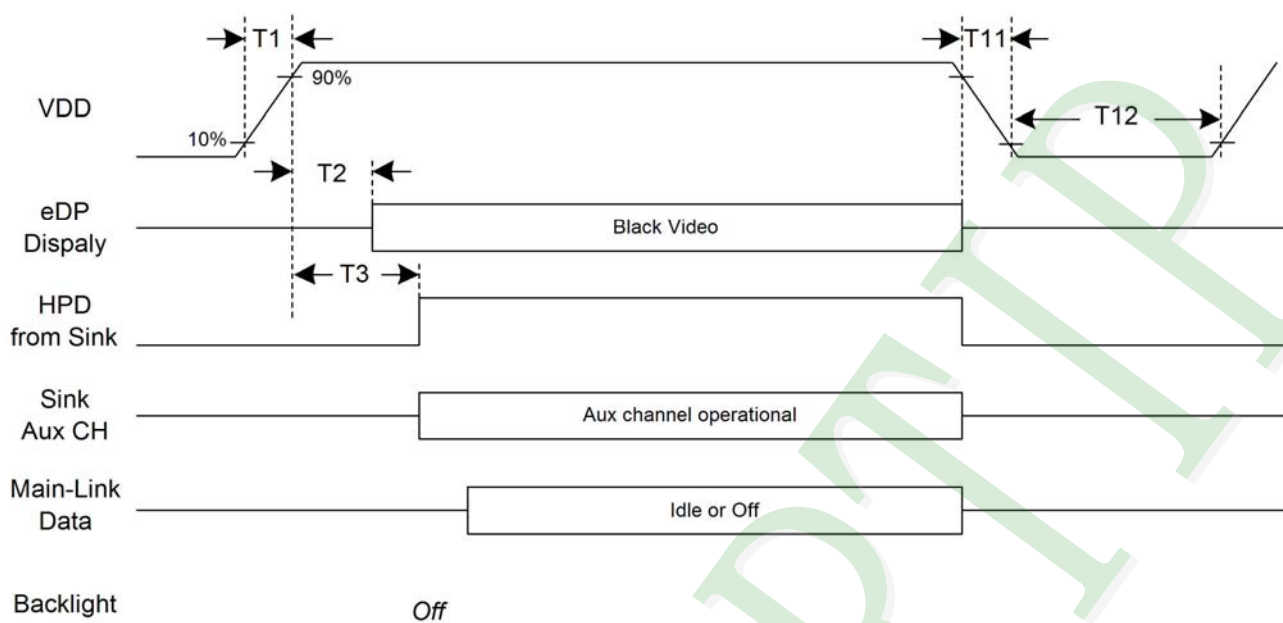 T1
T11
VDD
90%
10%
T12
T2
eDP
Dispaly
Black Video
T3
HPD
from Sink
Sink
Aux CH
Aux channel operational
Main-Link
Data
Idle or Off
Backlight
Off
PTIP